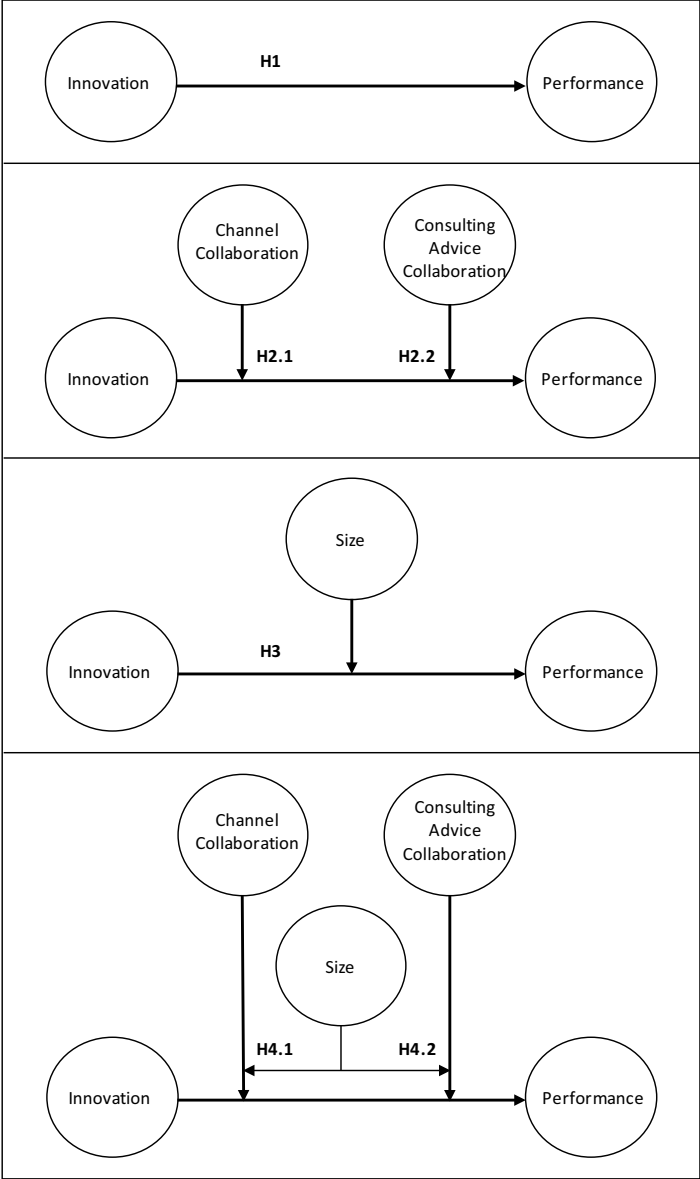 H1
Innovation
Performance
Channel
Collaboration
Consulting
Advice
Collaboration
H2.1
H2.2
Innovation
Performance
Size
H3
Innovation
Performance
Channel
Collaboration
Consulting
Advice
Collaboration
Size
H4.1
H4.2
Innovation
Performance